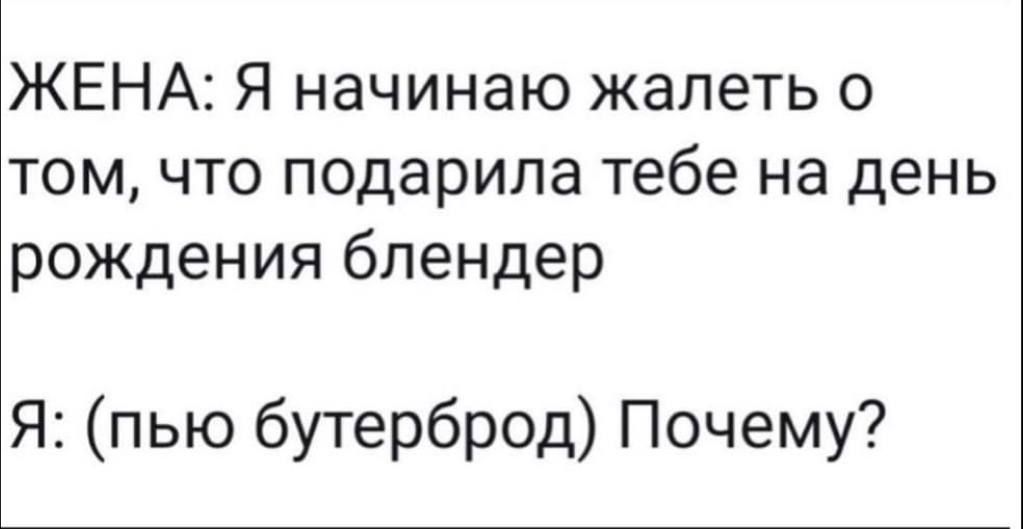 ЖЕНА: Я начинаю жалеть о
том, что подарила тебе на день
рождения блендер
Я: (пью бутерброд) Почему?